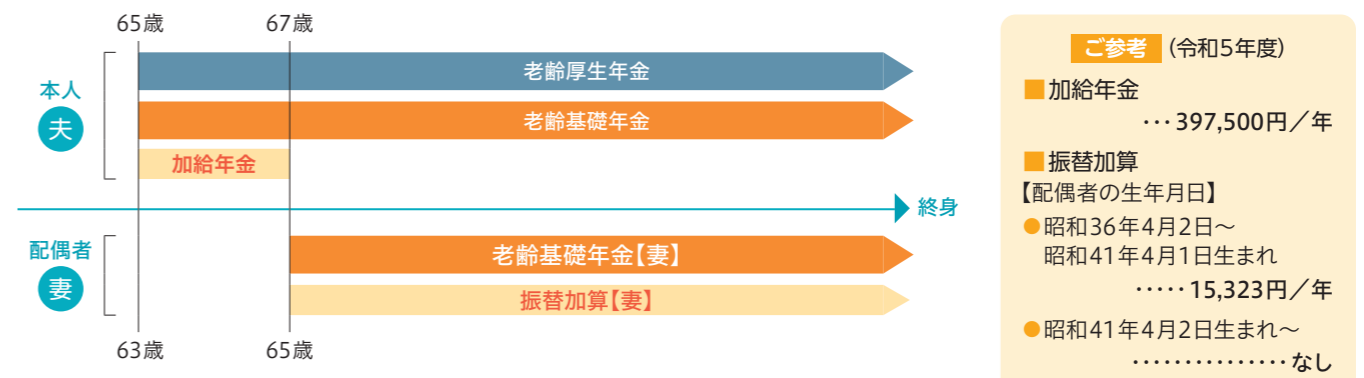 65歳 67歳
本人
夫
老齢厚生年金
老齢基礎年金
加給年金
終身
配偶者
妻
老齢基礎年金【妻】
振替加算【妻】
63歳 65歳
ご参考 (令和5年度)
■加給年金
･･･397,500円／年
■振替加算
【配偶者の生年月日】
●昭和36年4月2日～
昭和41年4月1日生まれ
･････15,323円／年
●昭和41年4月2日生まれ～
･･･････････････なし